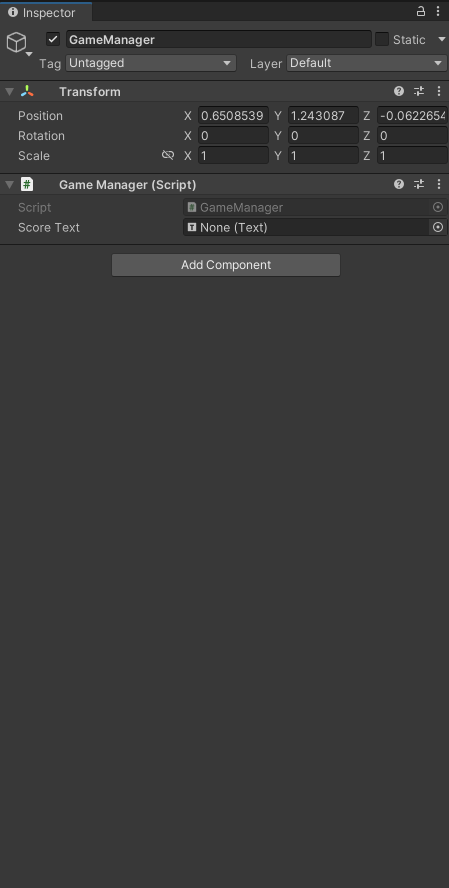 Inspector
GameManager Static
Tag Untagged Layer Default
Transform
Position X 0.6508539 Y 1.243087 Z -0.0622654
Rotation X 0 Y 0 Z 0
Scale X 1 Y 1 Z 1
# Game Manager (Script)
Script # GameManager
Score Text T None (Text)
Add Component